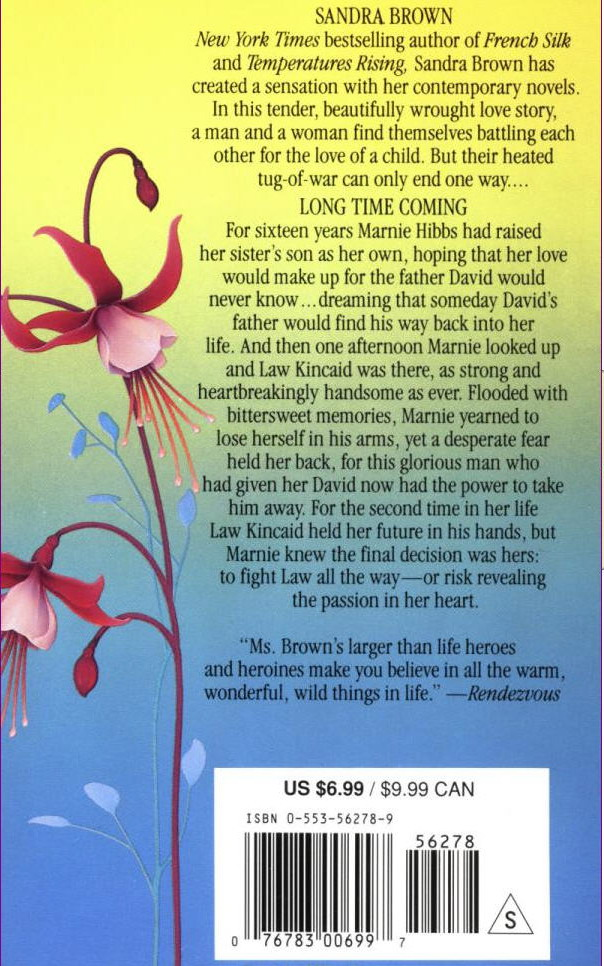 SANDRA BROWN
New York Times bestselling author of French Silk
and Temperatures Rising, Sandra Brown has
created a sensation with her contemporary novels.
In this tender, beautifully wrought love story,
a man and a woman find themselves battling each
other for the love of a child. But their heated
tug-of-war can only end one way....
LONG TIME COMING
For sixteen years Marnie Hibbs had raised
her sister's son as her own, hoping that her love
would make up for the father David would
never know...dreaming that someday David's
father would find his way back into her
life. And then one afternoon Marnie looked up
and Law Kincaid was there, as strong and
heartbreakingly handsome as ever. Flooded with
bittersweet memories, Marnie yearned to
lose herself in his arms, yet a desperate fear
held her back, for this glorious man who
had given her David now had the power to take
him away. For the second time in her life
Law Kincaid held her future in his hands, but
Marnie knew the final decision was hers:
to fight Law all the way—or risk revealing
the passion in her heart.
"Ms. Brown's larger than life heroes
and heroines make you believe in all the warm,
wonderful, wild things in life." —Rendezvous
US $6.99 / $9.99 CAN
ISBN 0-553-56278-9
56278
0 76783 00699 7
S